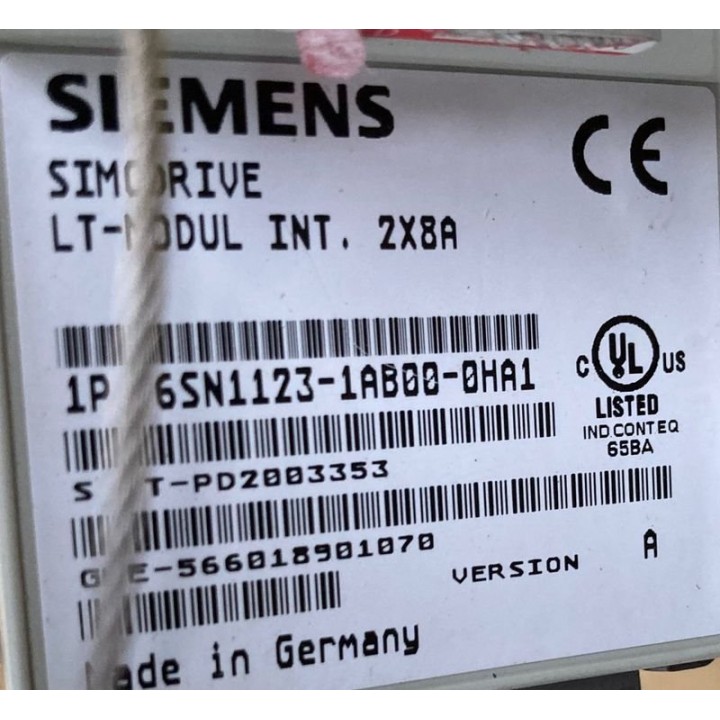 SIEMENS
CE
SIMODRIVE
LT-MODUL INT. 2X8A
1P 6SN1123-1AB00-0HA1
C UL US
LISTED
IND.CONT.EQ
65BA
S T-PD2003353
VERSION A
Made in Germany